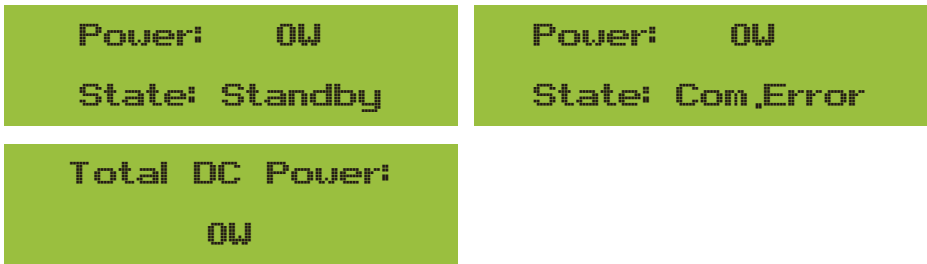 Power: 0W
State: Standby
Power: 0W
State: Com.Error
Total DC Power:
0W